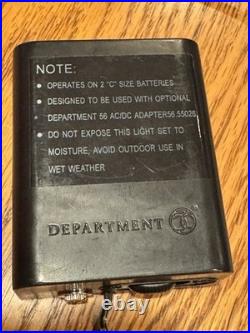 NOTE:
• OPERATES ON 2 "C" SIZE BATTERIES
• DESIGNED TO BE USED WITH OPTIONAL
DEPARTMENT 56 AC/DC ADAPTER56.55026
• DO NOT EXPOSE THIS LIGHT SET TO
MOISTURE, AVOID OUTDOOR USE IN
WET WEATHER
DEPARTMENT 56